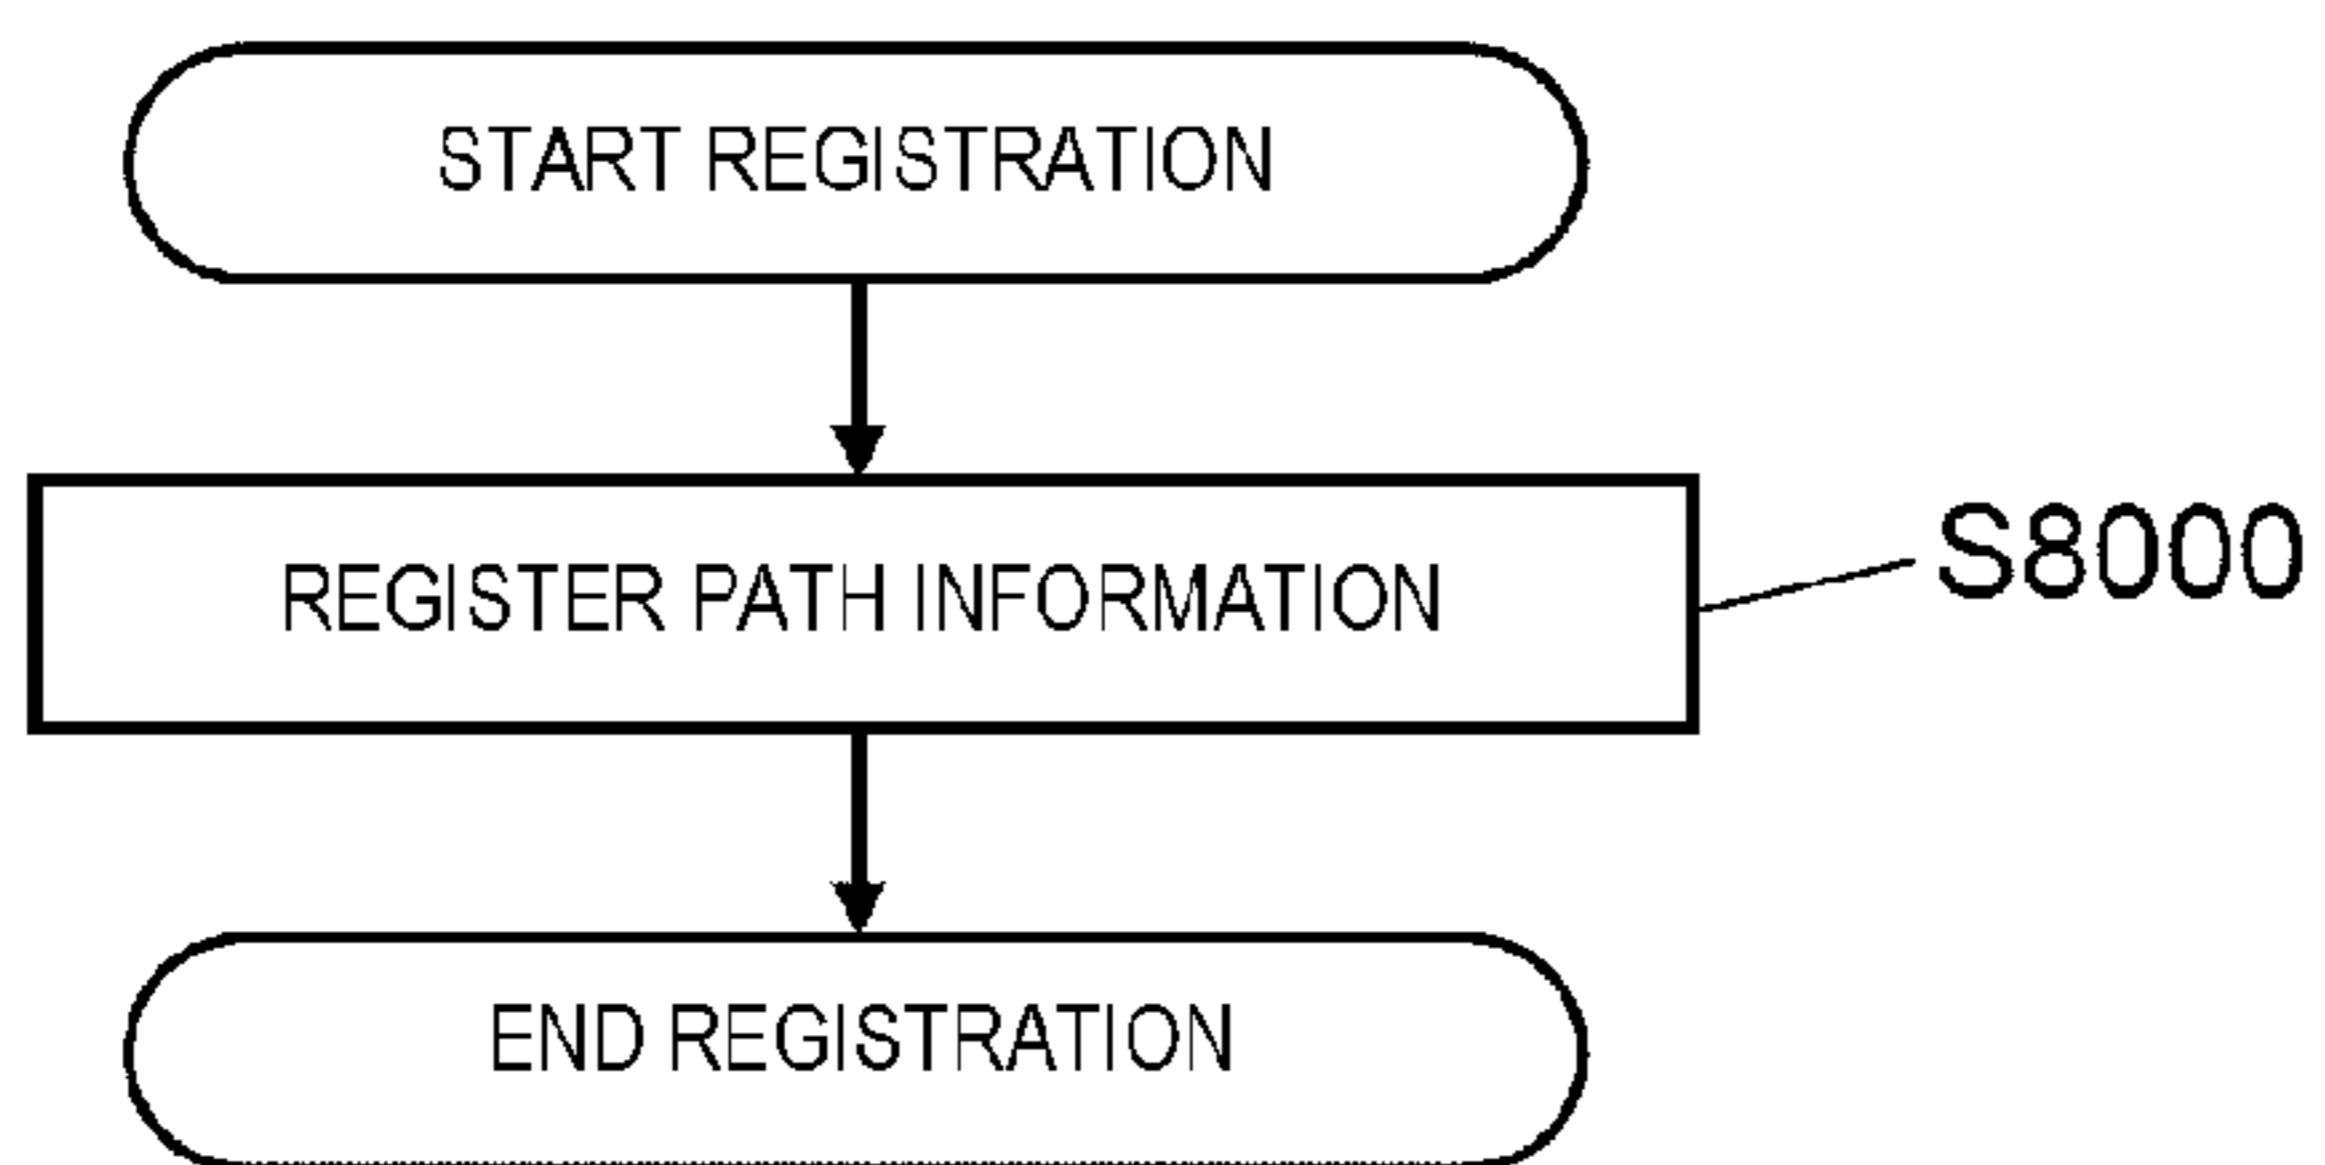 START REGISTRATION
REGISTER PATH INFORMATION
S8000
END REGISTRATION